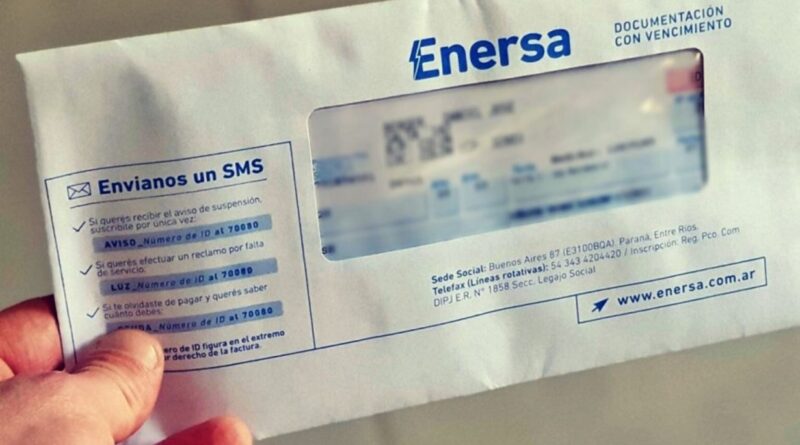 Enersa
DOCUMENTACIÓN
CON VENCIMIENTO
Envianos un SMS
Si querés recibir el aviso de suspensión,
suscribite por única vez:
AVISO_Número de ID al 70080
Si querés efectuar un reclamo por falta
de servicio:
LUZ_Número de ID al 70080
Si te olvidaste de pagar y querés saber
cuánto debés:
_Número de ID al 70080
de ID figura en el extremo
derecho de la factura.
Sede Social: Buenos Aires 87 (E3100BQA). Paraná, Entre Ríos.
Telefax (Líneas rotativas): 54 343 4204420 / Inscripción: Reg. Pco. Com
DIPJ E.R. N° 1858 Secc. Legajo Social
www.enersa.com.ar